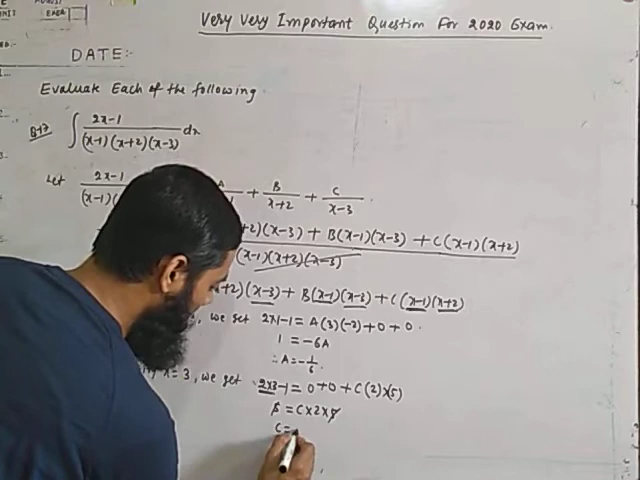 Very Very Important Question For 2020 Exam.
DATE:-
Evaluate Each of the following.
Q17 ∫ 2x-1 / (x-1)(x+2)(x-3) dx
Let 2x-1 / (x-1)( A + B / x+2 + C / x-3 .
+2)(x-3) + B(x-1)(x-3) + C(x-1)(x+2)
(x-1)(x+2)(x-3)
x+2)(x-3) + B(x-1)(x-3) + C(x-1)(x+2)
, we get 2x1-1 = A(3)(-2)+0+0.
1 = -6A
∴A = -1/6.
x=3, we get 2x3-1 = 0+0+C(2)x(5)
5 = Cx2x5
C=